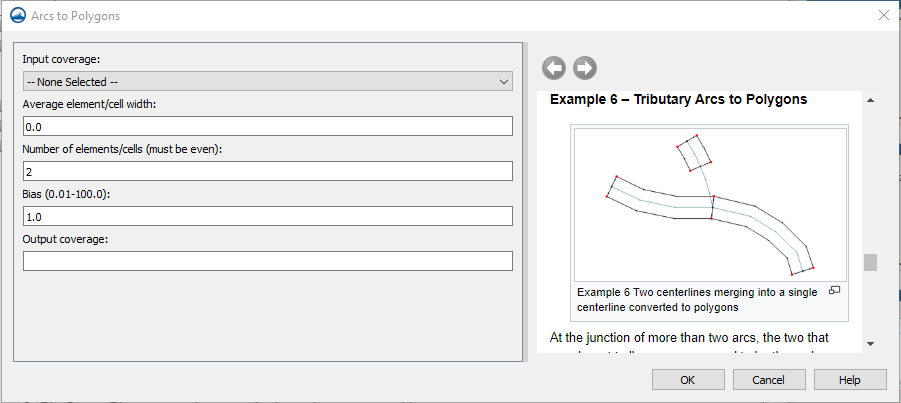 Arcs to Polygons
Input coverage:
-- None Selected --
Average element/cell width:
0.0
Number of elements/cells (must be even):
2
Bias (0.01-100.0):
1.0
Output coverage:
Example 6 – Tributary Arcs to Polygons
Example 6 Two centerlines merging into a single
centerline converted to polygons
At the junction of more than two arcs, the two that
OK
Cancel
Help